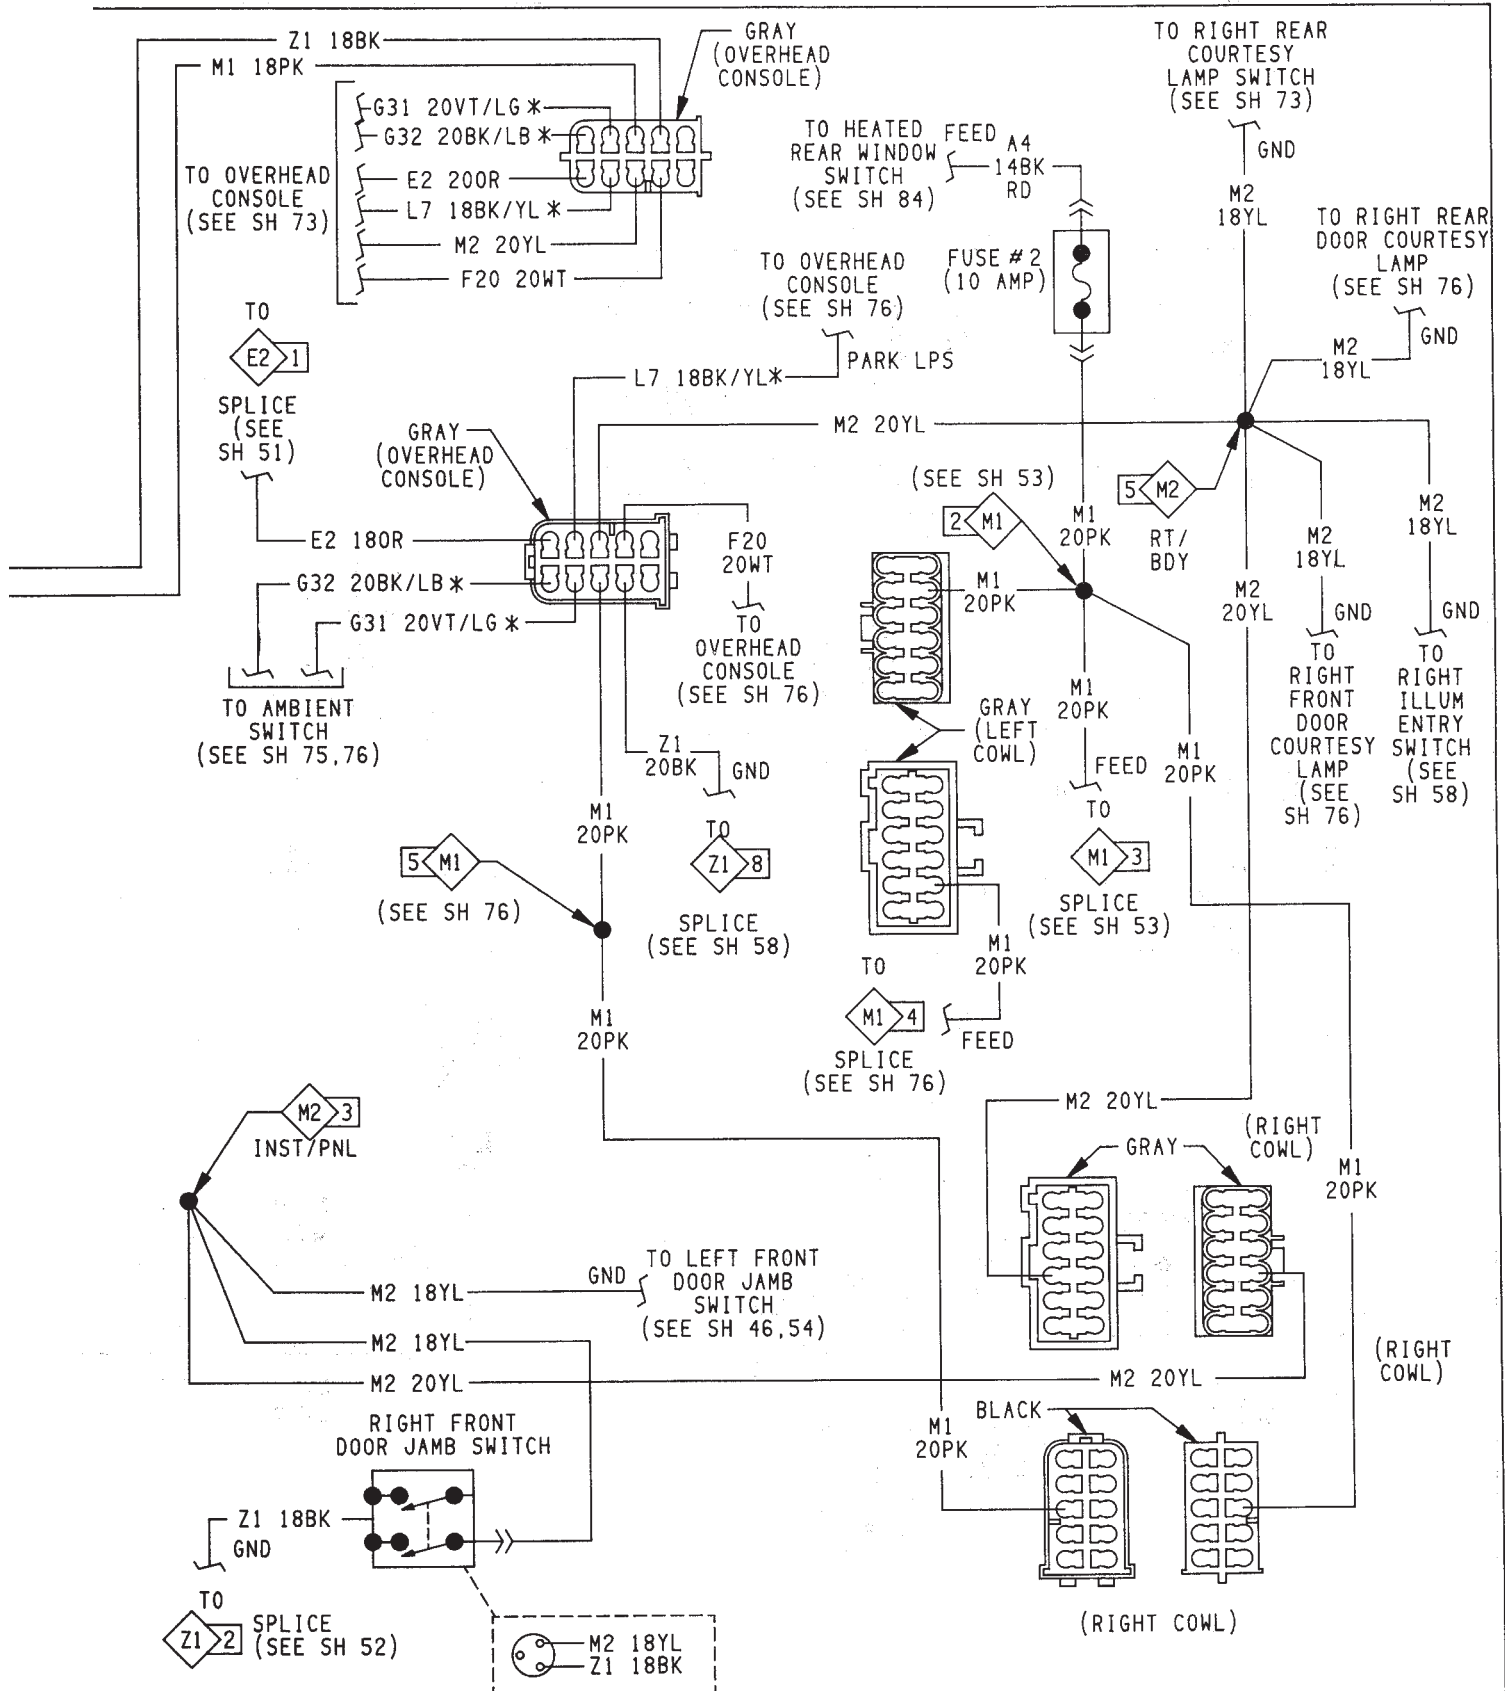 Z1 18BK
M1 18PK
GRAY
(OVERHEAD
CONSOLE)
G31 20VT/LG*
G32 20BK/LB*
E2 20OR
L7 18BK/YL*
M2 20YL
F20 20WT
TO OVERHEAD
CONSOLE
(SEE SH 73)
TO HEATED
REAR WINDOW
SWITCH
(SEE SH 84)
FEED
A4
14BK
RD
TO RIGHT REAR
COURTESY
LAMP SWITCH
(SEE SH 73)
GND
M2
18YL
TO RIGHT REAR
DOOR COURTESY
LAMP
(SEE SH 76)
GND
M2
18YL
TO OVERHEAD
CONSOLE
(SEE SH 76)
PARK LPS
FUSE #2
(10 AMP)
TO
E2 1
SPLICE
(SEE
SH 51)
L7 18BK/YL*
M2 20YL
GRAY
(OVERHEAD
CONSOLE)
(SEE SH 53)
2 M1
M1
20PK
5 M2
RT/
BDY
M2
20YL
M2
18YL
M2
18YL
E2 18OR
G32 20BK/LB*
G31 20VT/LG*
TO AMBIENT
SWITCH
(SEE SH 75,76)
F20
20WT
TO
OVERHEAD
CONSOLE
(SEE SH 76)
M1
20PK
GND
TO
RIGHT
FRONT
DOOR
COURTESY
LAMP
(SEE
SH 76)
GND
TO
RIGHT
ILLUM
ENTRY
SWITCH
(SEE
SH 58)
GRAY
(LEFT
COWL)
M1
20PK
FEED
TO
M1 3
SPLICE
(SEE SH 53)
M1
20PK
Z1
20BK
GND
TO
Z1 8
SPLICE
(SEE SH 58)
M1
20PK
5 M1
(SEE SH 76)
M1
20PK
M1
20PK
TO
M1 4
FEED
SPLICE
(SEE SH 76)
M2 20YL
M2 3
INST/PNL
(RIGHT
COWL)
GRAY
M1
20PK
TO LEFT FRONT
DOOR JAMB
SWITCH
(SEE SH 46,54)
GND
M2 18YL
M2 18YL
M2 20YL
M2 20YL
(RIGHT
COWL)
BLACK
M1
20PK
RIGHT FRONT
DOOR JAMB SWITCH
Z1 18BK
GND
TO
Z1 2
SPLICE
(SEE SH 52)
M2 18YL
Z1 18BK
(RIGHT COWL)